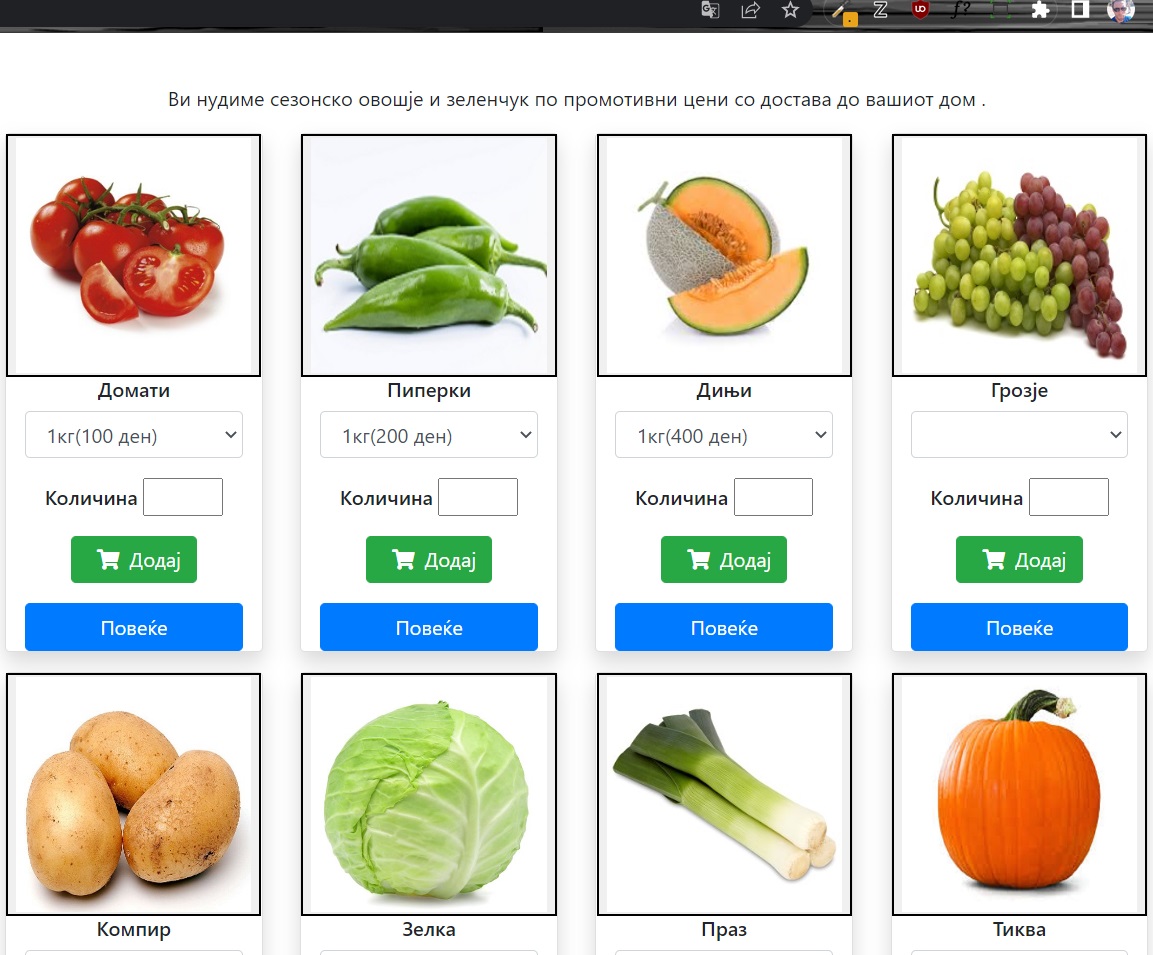 Ви нудиме сезонско овошје и зеленчук по промотивни цени со достава до вашиот дом .
Домати Пиперки Дињи Грозје
1кг(100 ден) 1кг(200 ден) 1кг(400 ден)
Количина Количина Количина Количина
Додај Додај Додај Додај
Повеќе Повеќе Повеќе Повеќе
Компир Зелка Праз Тиква